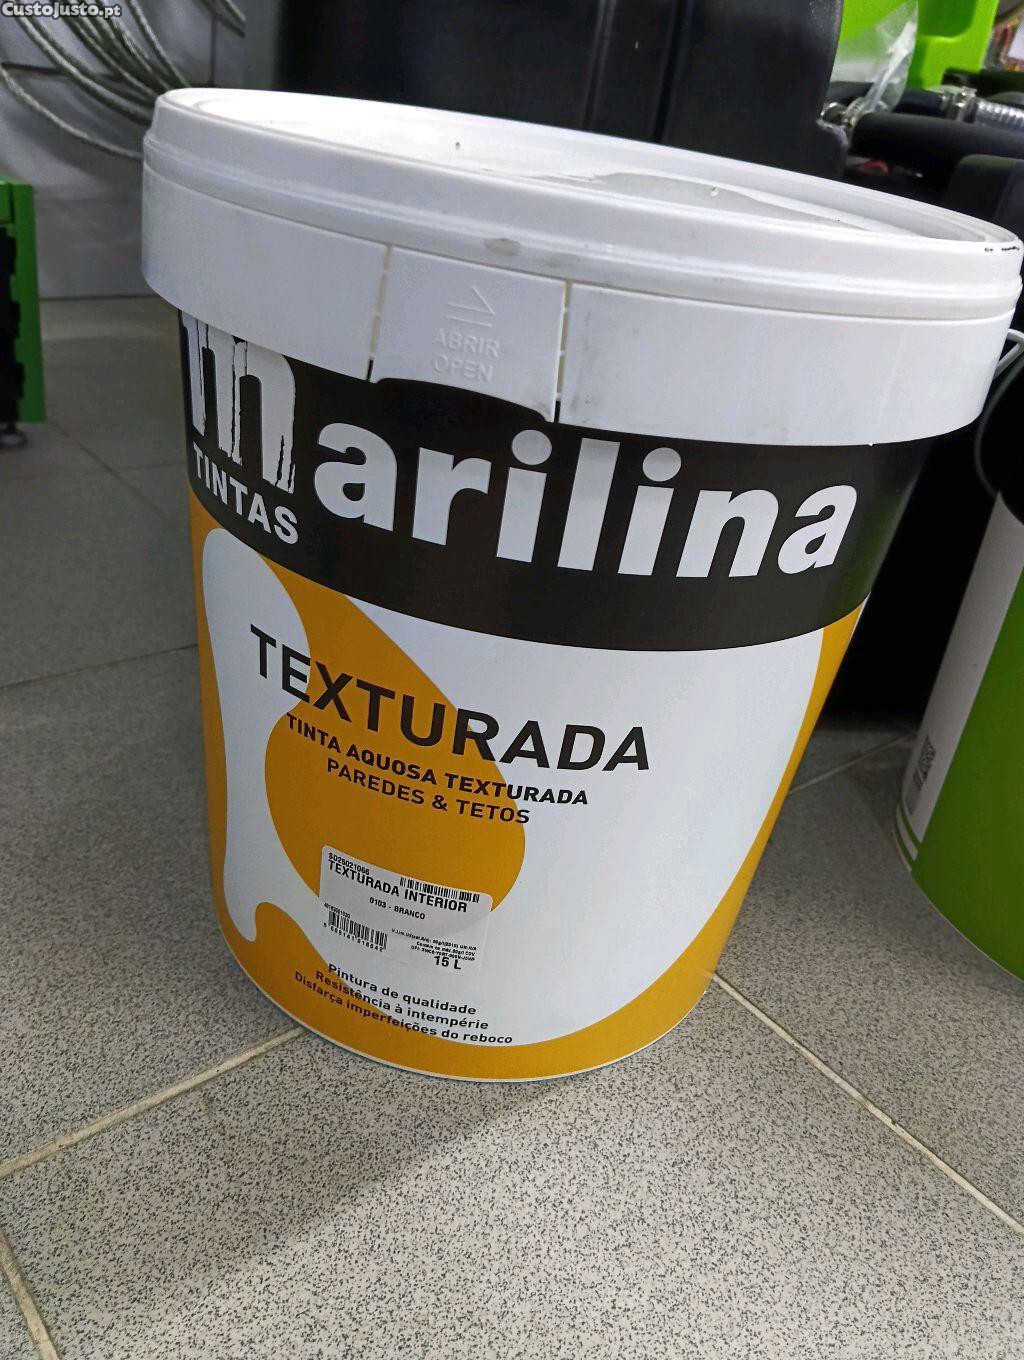 CustoJusto.pt
ABRIR
OPEN
marilina
TINTAS
TEXTURADA
TINTA AQUOSA TEXTURADA
PAREDES & TETOS
SD25021066
TEXTURADA INTERIOR
0103 - BRANCO
15 L
Pintura de qualidade
Resistência à intempérie
Disfarça imperfeições do reboco